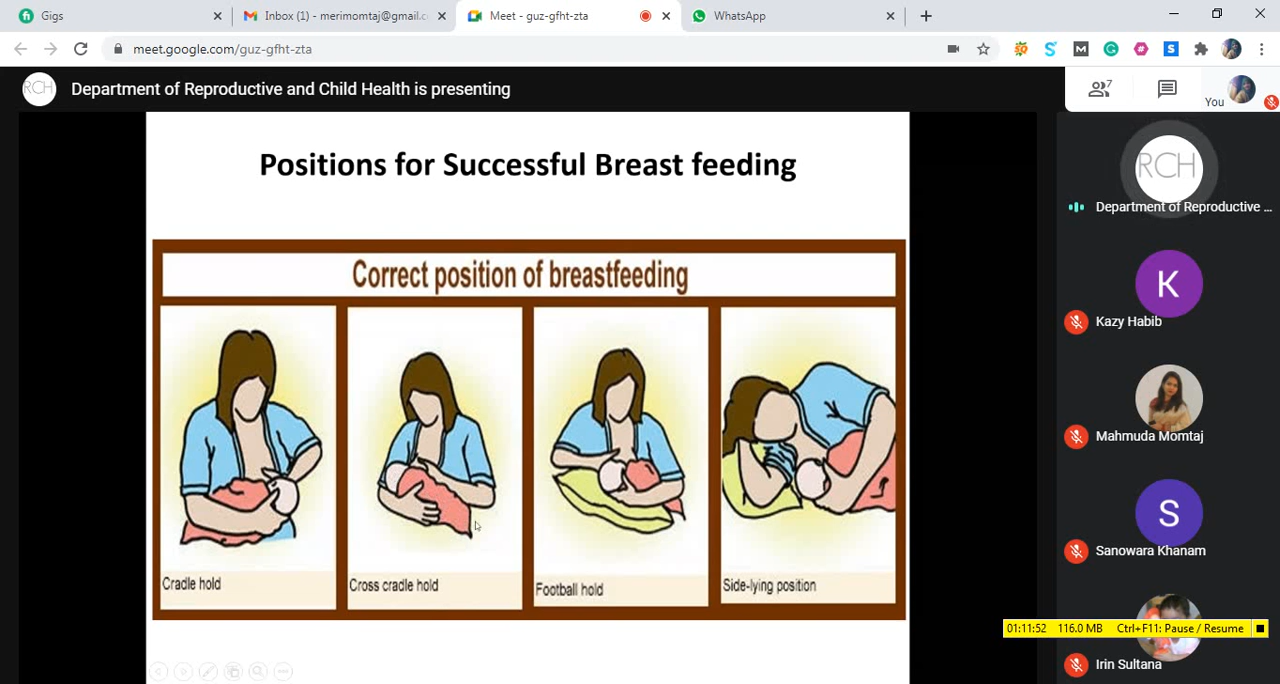 Gigs
Inbox (1) - merimomtaj@gmail.c
Meet - guz-gfht-zta
WhatsApp
meet.google.com/guz-gfht-zta
RCH
Department of Reproductive and Child Health is presenting
7
You
Positions for Successful Breast feeding
Correct position of breastfeeding
Cradle hold
Cross cradle hold
Football hold
Side-lying position
RCH
Department of Reproductive ...
K
Kazy Habib
Mahmuda Momtaj
S
Sanowara Khanam
01:11:52 116.0 MB Ctrl+F11: Pause / Resume
Irin Sultana